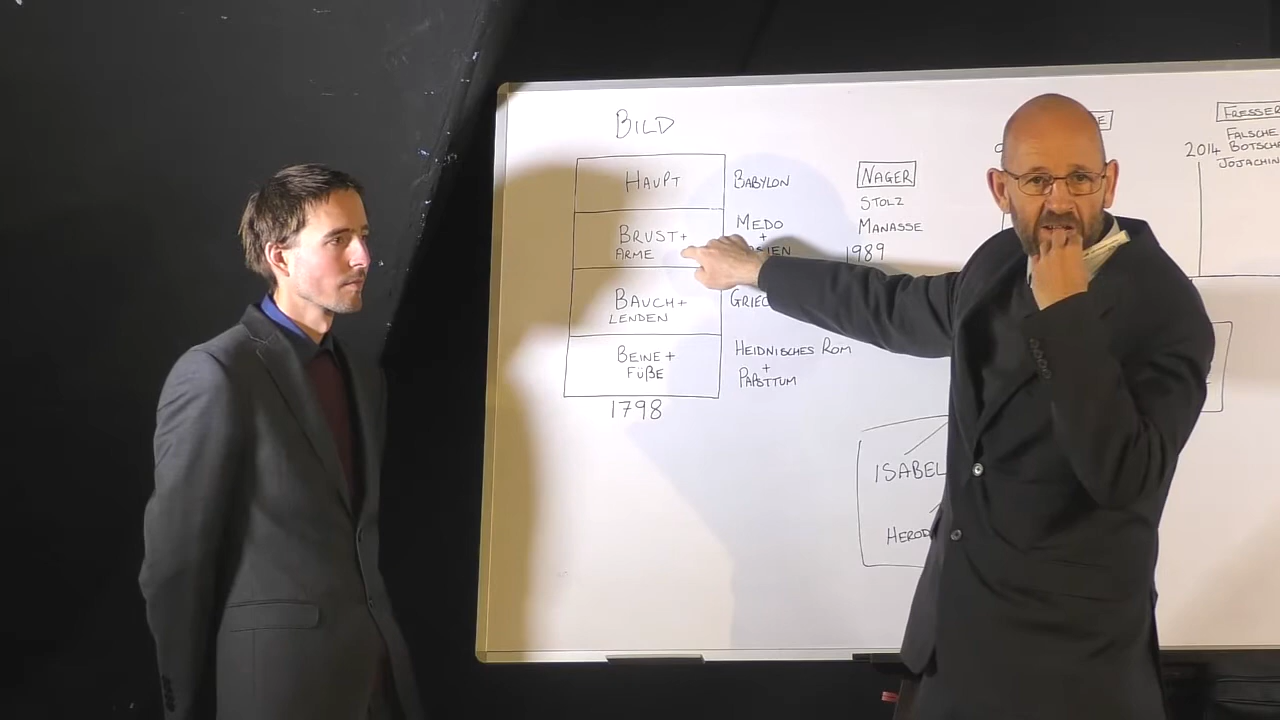 BILD
HAUPT
BRUST+
ARME
BAUCH+
LENDEN
BEINE+
FÜßE
1798
BABYLON
MEDO
+
HEIDNISCHES ROM
+
PAPSTTUM
NAGER
STOLZ
MANASSE
1989
ISABEL
2014
FRESSER
FALSCHE